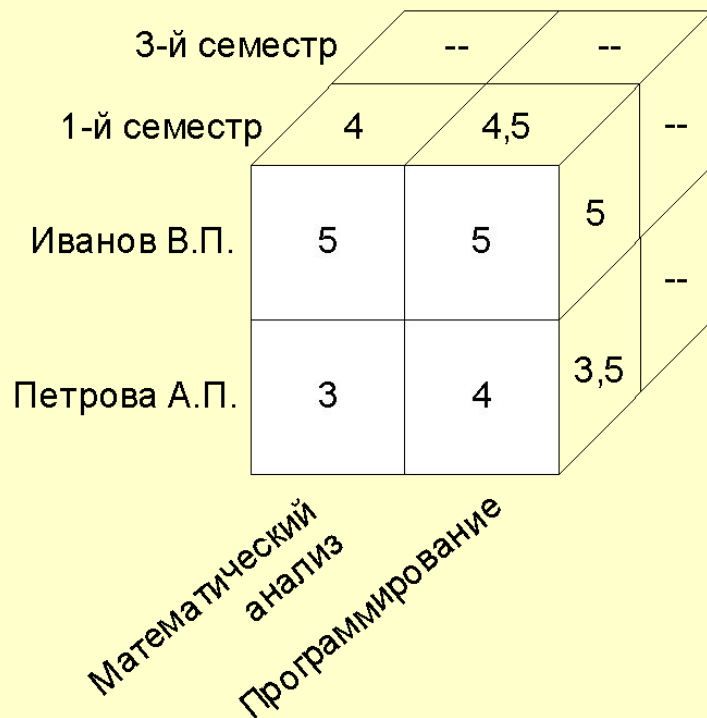 3-й семестр -- --
1-й семестр 4 4,5 --
Иванов В.П. 5 5 5
--
Петрова А.П. 3 4 3,5
Математический
анализ
Программирование